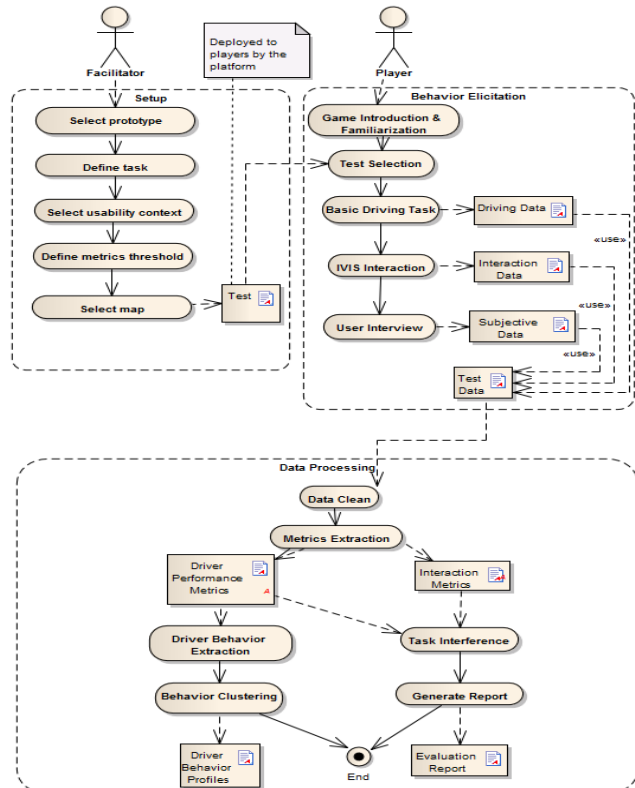 Facilitator
Deployed to
players by the
platform
Player
Setup
Select prototype
Define task
Select usability context
Define metrics threshold
Select map
Test
Behavior Elicitation
Game Introduction &
Familiarization
Test Selection
Basic Driving Task
Driving Data
«use»
IVIS Interaction
Interaction
Data
«use»
User Interview
Subjective
Data
«use»
Test
Data
Data Processing
Data Clean
Metrics Extraction
Driver
Performance
Metrics
A
Interaction
Metrics
A
Driver Behavior
Extraction
Task Interference
Behavior Clustering
Generate Report
End
Driver
Behavior
Profiles
Evaluation
Report